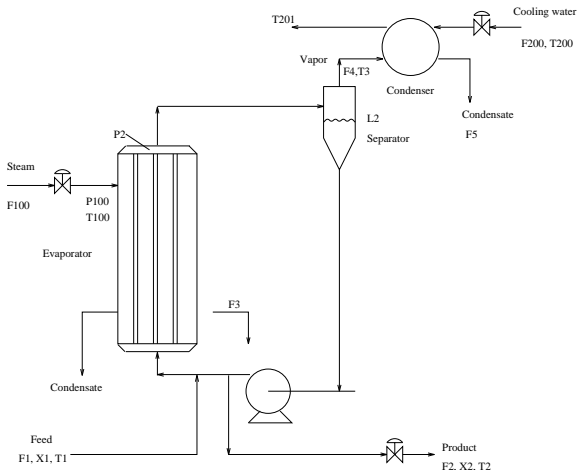 Cooling water
T201
F200, T200
Vapor
F4,T3
Condenser
Condensate
F5
L2
Separator
P2
Steam
F100
P100
T100
Evaporator
F3
Condensate
Feed
F1, X1, T1
Product
F2, X2, T2